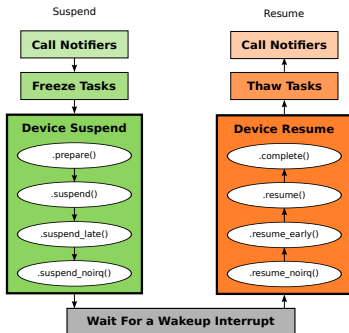 Suspend
Call Notifiers
Freeze Tasks
Device Suspend
.prepare()
.suspend()
.suspend_late()
.suspend_noirq()
Resume
Call Notifiers
Thaw Tasks
Device Resume
.complete()
.resume()
.resume_early()
.resume_noirq()
Wait For a Wakeup Interrupt